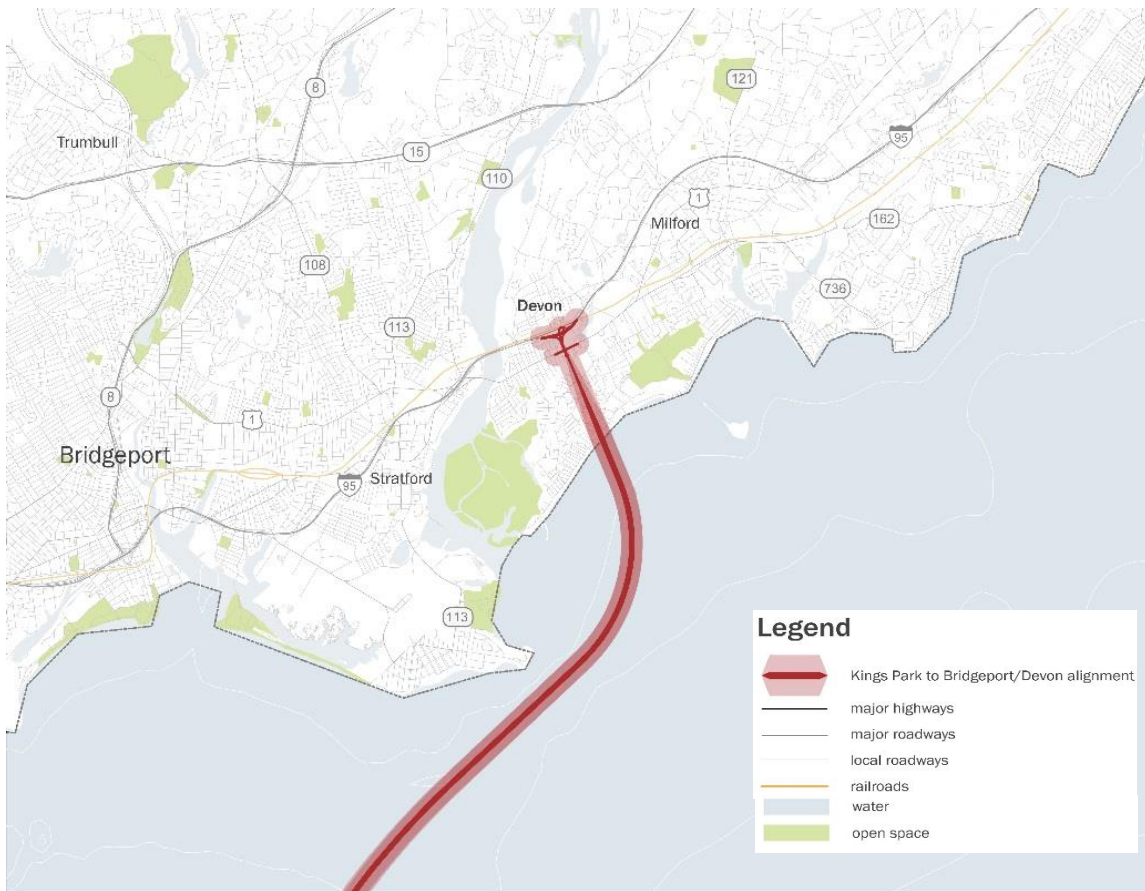 8
121
Trumbull
95
15
110
1
Milford
162
108
Devon
736
113
8
1
Bridgeport
Stratford
95
113
Legend
Kings Park to Bridgeport/Devon alignment
major highways
major roadways
local roadways
railroads
water
open space